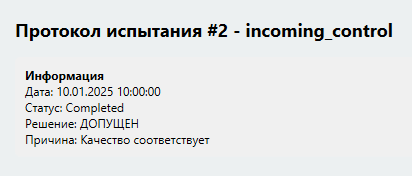 Протокол испытания #2 - incoming_control
Информация
Дата: 10.01.2025 10:00:00
Статус: Completed
Решение: ДОПУЩЕН
Причина: Качество соответствует